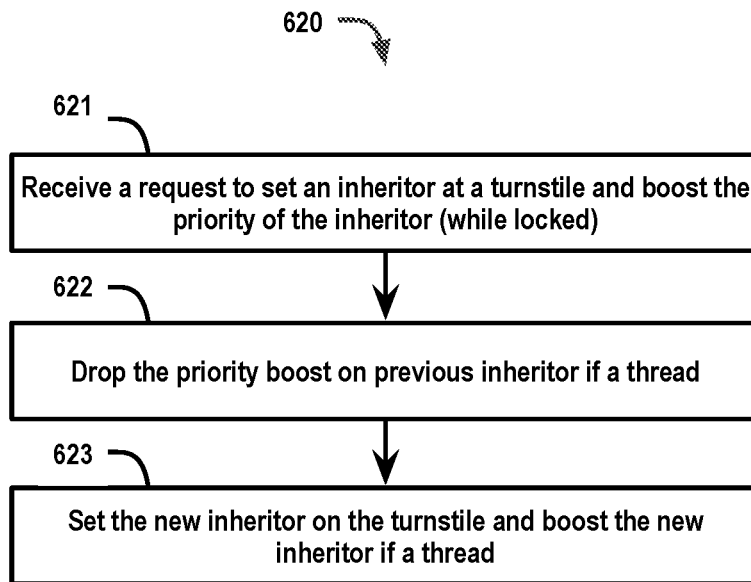 620
621
Receive a request to set an inheritor at a turnstile and boost the
priority of the inheritor (while locked)
622
Drop the priority boost on previous inheritor if a thread
623
Set the new inheritor on the turnstile and boost the new
inheritor if a thread